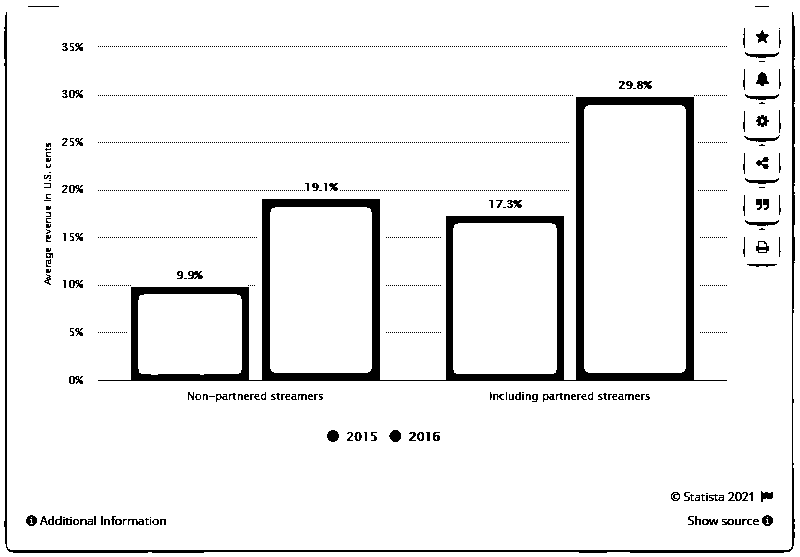 35%
30%
25%
20%
15%
10%
5%
0%
Average revenue in U.S. cents
9.9%
19.1%
17.3%
29.8%
Non-partnered streamers
Including partnered streamers
2015
2016
© Statista 2021
Additional Information
Show source